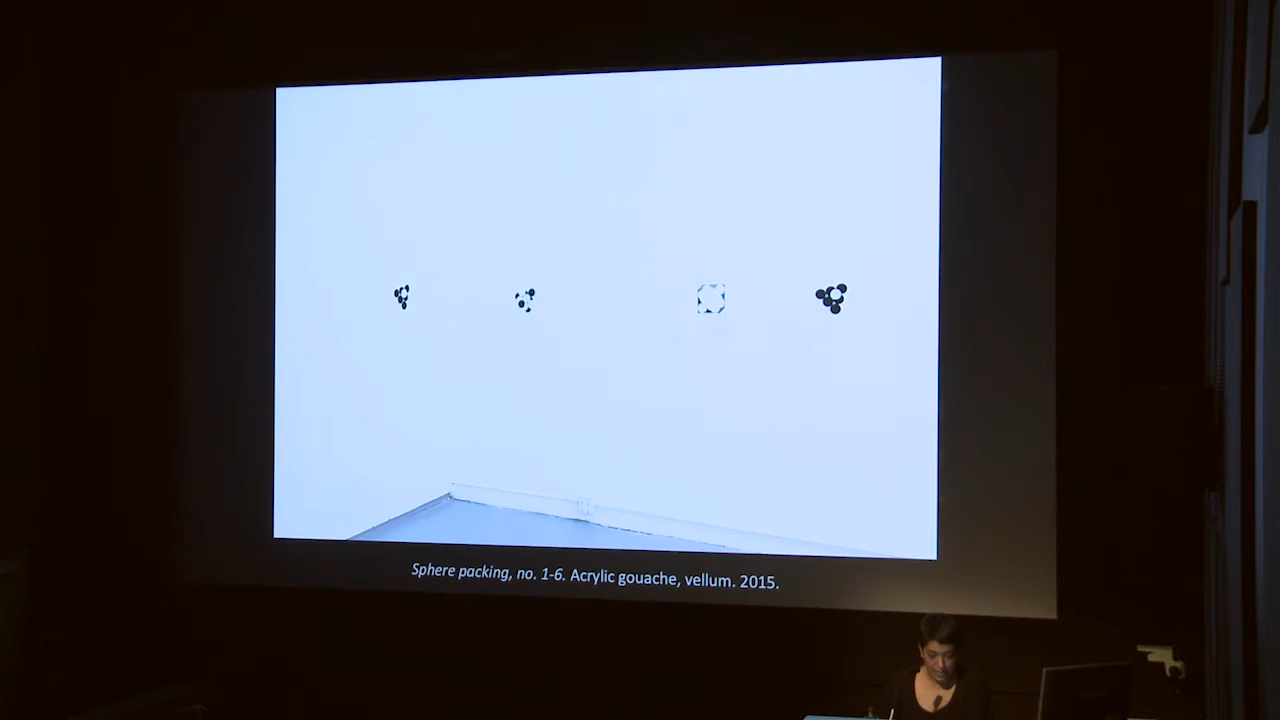 Sphere packing, no. 1-6. Acrylic gouache, vellum. 2015.